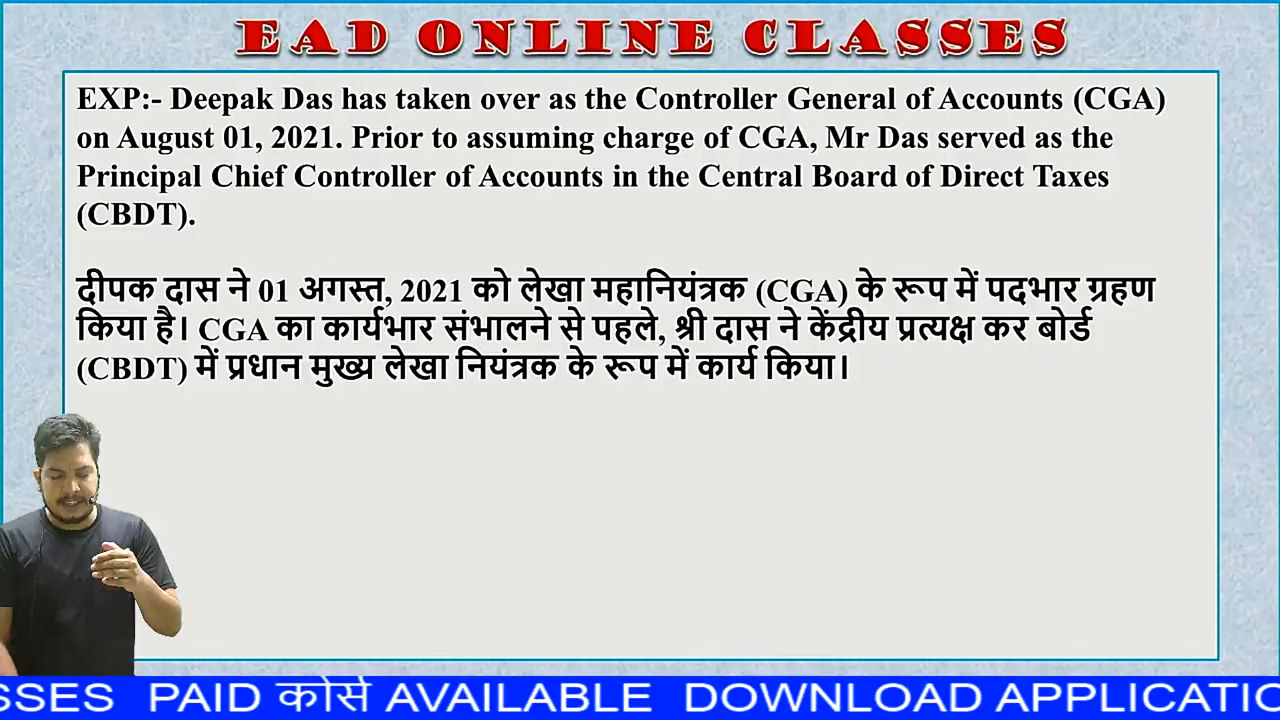 EAD ONLINE CLASSES
EXP:- Deepak Das has taken over as the Controller General of Accounts (CGA)
on August 01, 2021. Prior to assuming charge of CGA, Mr Das served as the
Principal Chief Controller of Accounts in the Central Board of Direct Taxes
(CBDT).
दीपक दास ने 01 अगस्त, 2021 को लेखा महानियंत्रक (CGA) के रूप में पदभार ग्रहण
किया है। CGA का कार्यभार संभालने से पहले, श्री दास ने केंद्रीय प्रत्यक्ष कर बोर्ड
(CBDT) में प्रधान मुख्य लेखा नियंत्रक के रूप में कार्य किया।
SSES PAID कोर्स AVAILABLE DOWNLOAD APPLICATIO